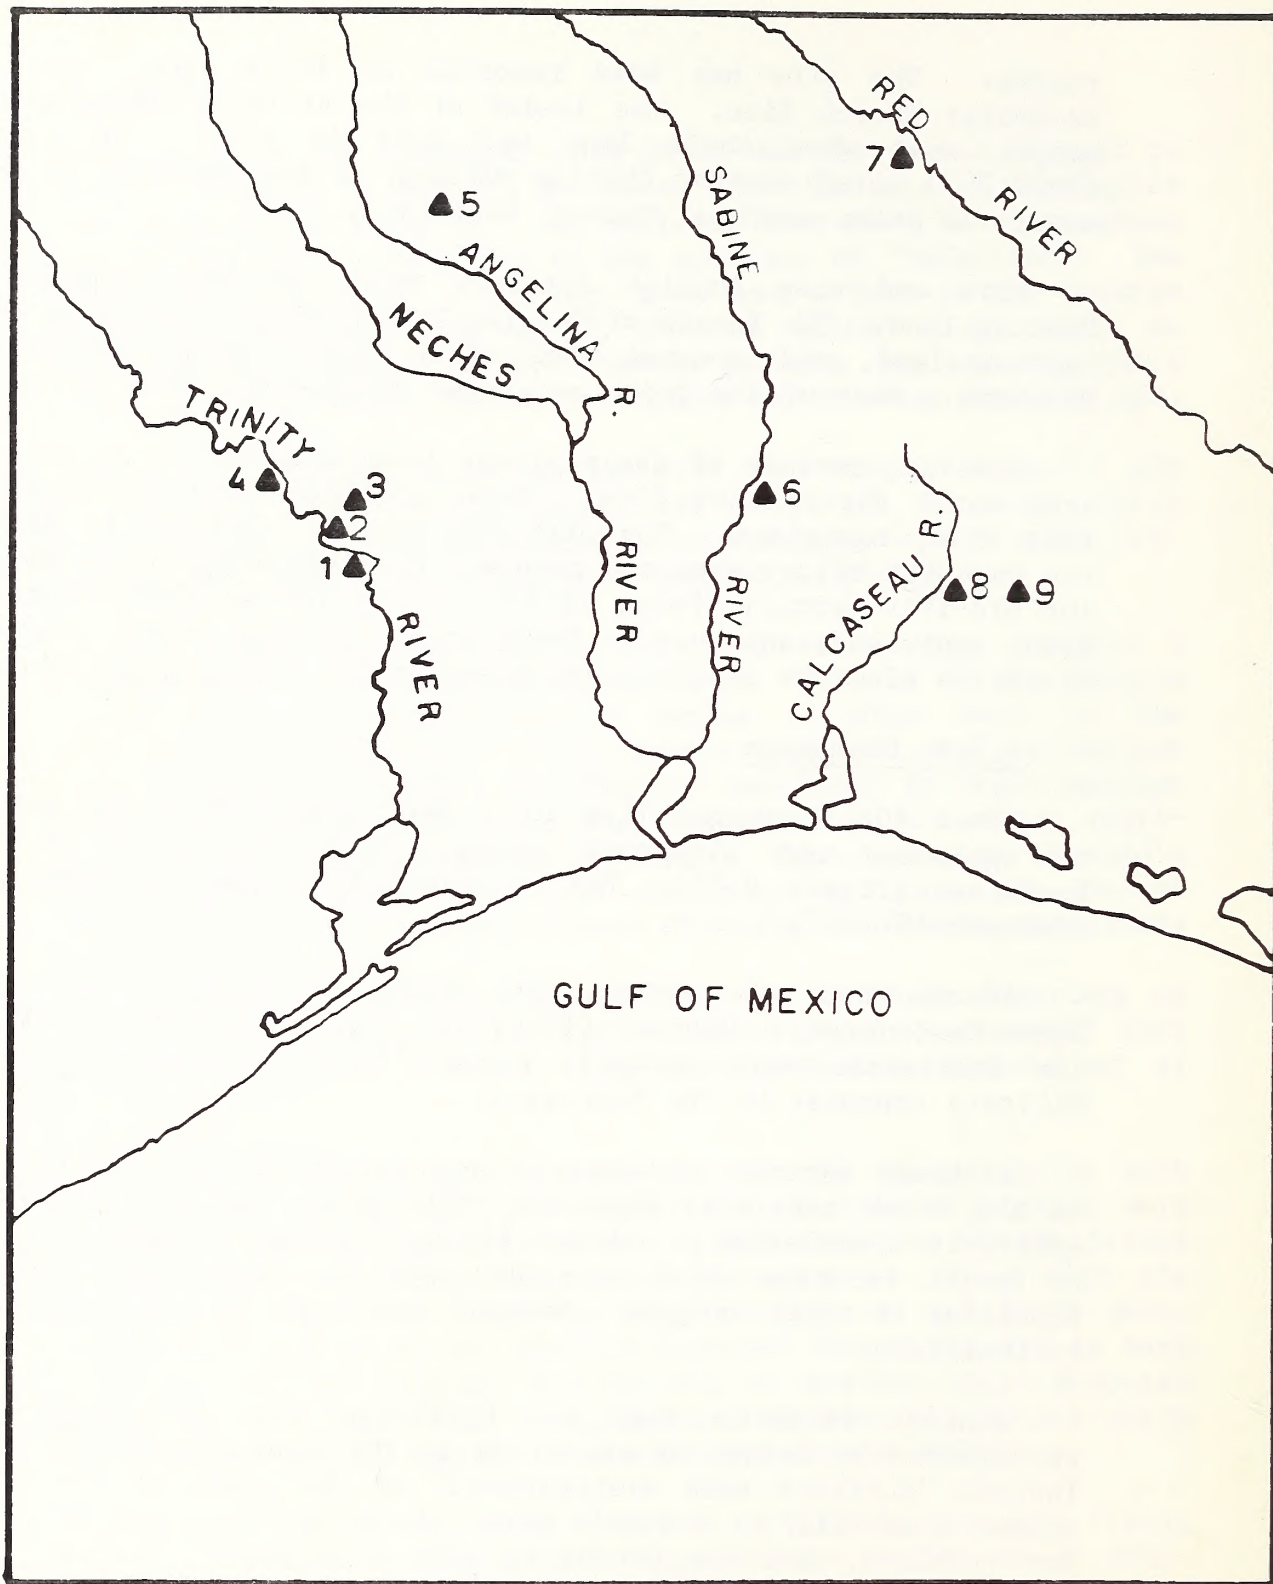 RED
RIVER
7
SABINE
RIVER
5
ANGELINA R.
NECHES
RIVER
TRINITY
RIVER
4
3
2
1
6
CALCASEAU R.
8
9
GULF OF MEXICO